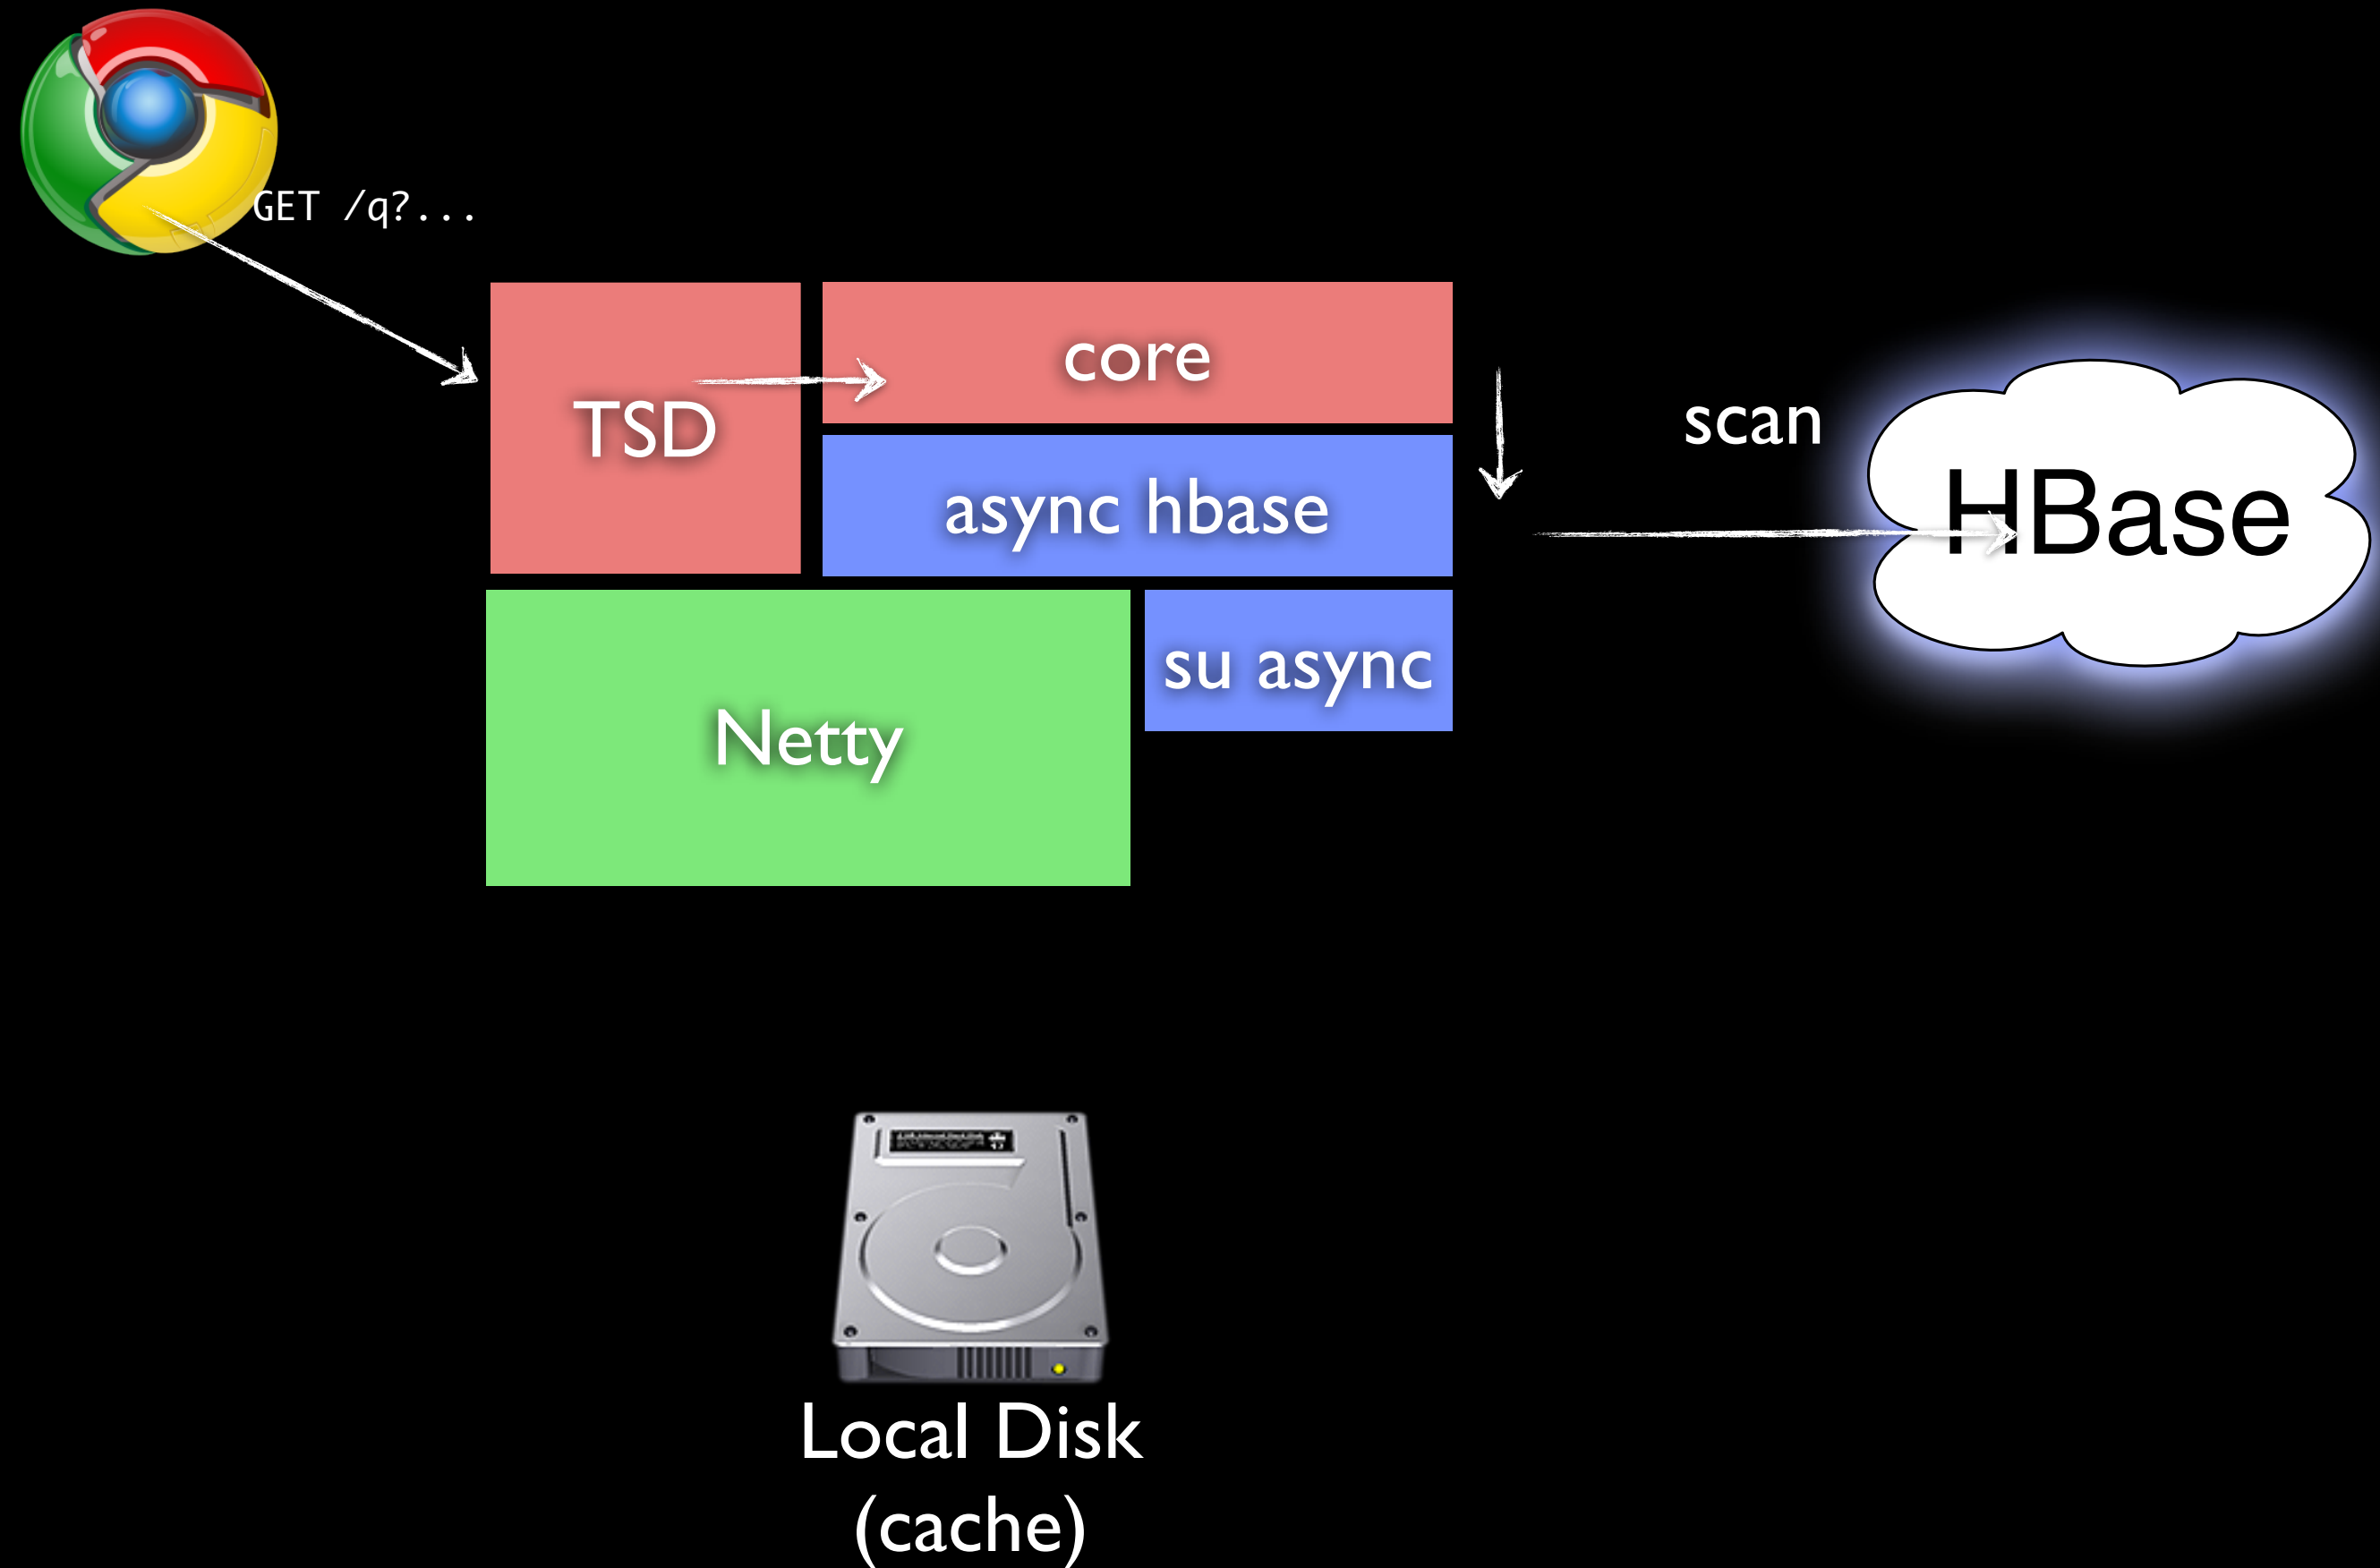 GET /q?...
core
TSD
scan
async hbase
HBase
su async
Netty
Local Disk
(cache)